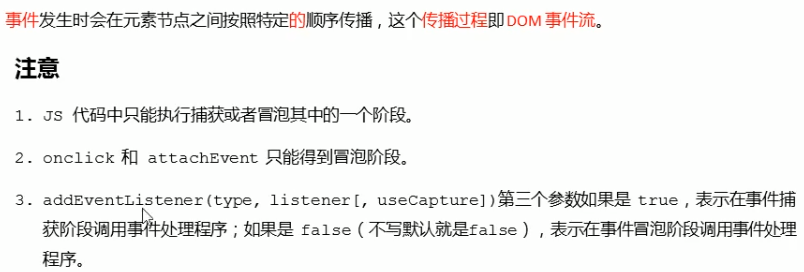 事件发生时会在元素节点之间按照特定的顺序传播，这个传播过程即DOM 事件流。
注意
1. JS 代码中只能执行捕获或者冒泡其中的一个阶段。
2. onclick 和 attachEvent 只能得到冒泡阶段。
3. addEventListener(type, listener[, useCapture])第三个参数如果是 true，表示在事件捕
获阶段调用事件处理程序；如果是 false（不写默认就是false），表示在事件冒泡阶段调用事件处理
程序。